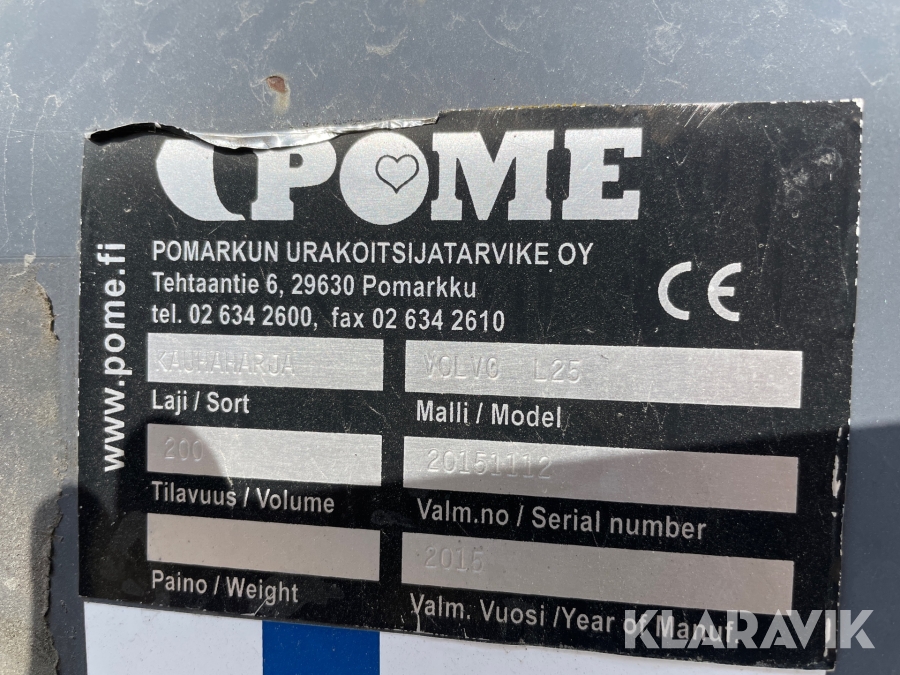 POME
POMARKUN URAKOITSIJATARVIKE OY
Tehtaantie 6, 29630 Pomarkku
tel. 02 634 2600, fax 02 634 2610
CE
www.pome.fi
KAUHAHARJA
Laji / Sort
VOLVO L25
Malli / Model
200
Tilavuus / Volume
20151112
Valm.no / Serial number
Paino / Weight
2015
Valm. Vuosi /Year of Manuf.
KLARAVIK